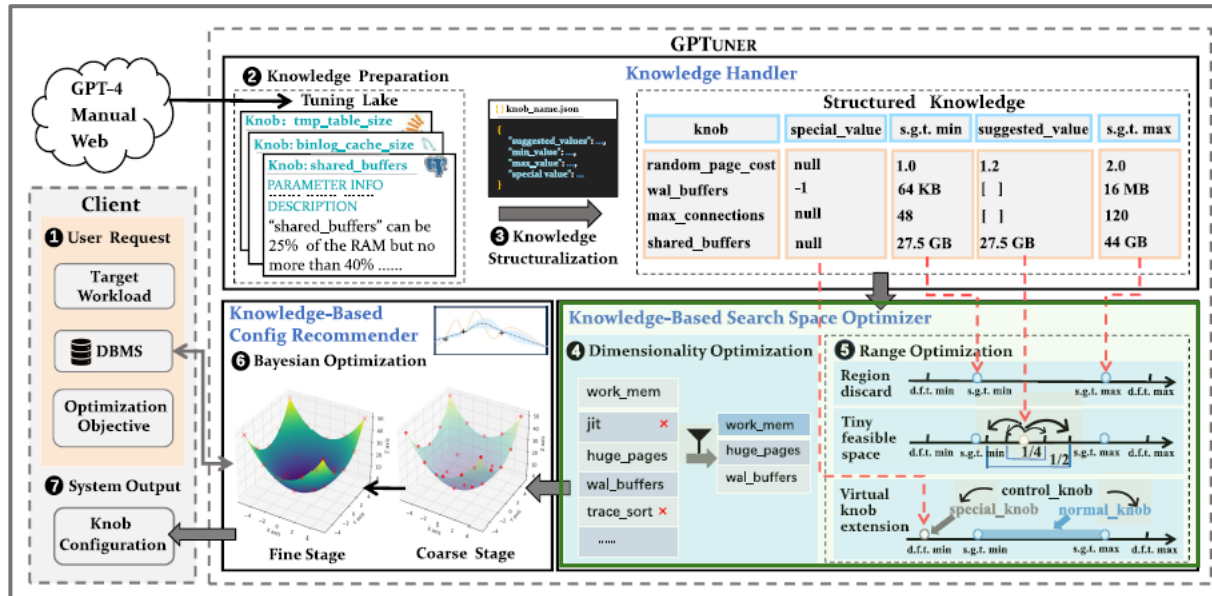 GPTUNER
GPT-4
Manual
Web
❷ Knowledge Preparation
Tuning Lake
Knob: tmp_table_size
Knob: binlog_cache_size
Knob: shared_buffers
PARAMETER INFO
DESCRIPTION
“shared_buffers” can be
25% of the RAM but no
more than 40% ......
Knowledge Handler
[ ] knob_name.json
{
"suggested_values": ...,
"min_value": ...,
"max_value": ...,
"special value": ...
}
❸ Knowledge
Structuralization
Structured Knowledge
knob special_value s.g.t. min suggested_value s.g.t. max
random_page_cost null 1.0 1.2 2.0
wal_buffers -1 64 KB [ ] 16 MB
max_connections null 48 [ ] 120
shared_buffers null 27.5 GB 27.5 GB 44 GB
Client
❶ User Request
Target
Workload
DBMS
Optimization
Objective
❼ System Output
Knob
Configuration
Knowledge-Based
Config Recommender
❻ Bayesian Optimization
Fine Stage
Coarse Stage
Knowledge-Based Search Space Optimizer
❹ Dimensionality Optimization
work_mem
jit ×
huge_pages
wal_buffers
trace_sort ×
......
work_mem
huge_pages
wal_buffers
❺ Range Optimization
Region
discard
d.f.t. min s.g.t. min s.g.t. max d.f.t. max
Tiny
feasible
space
d.f.t. min s.g.t. min 1/4 1/2 s.g.t. max d.f.t. max
Virtual
knob
extension
control_knob
special_knob normal_knob
d.f.t. min s.g.t. min s.g.t. max d.f.t. max